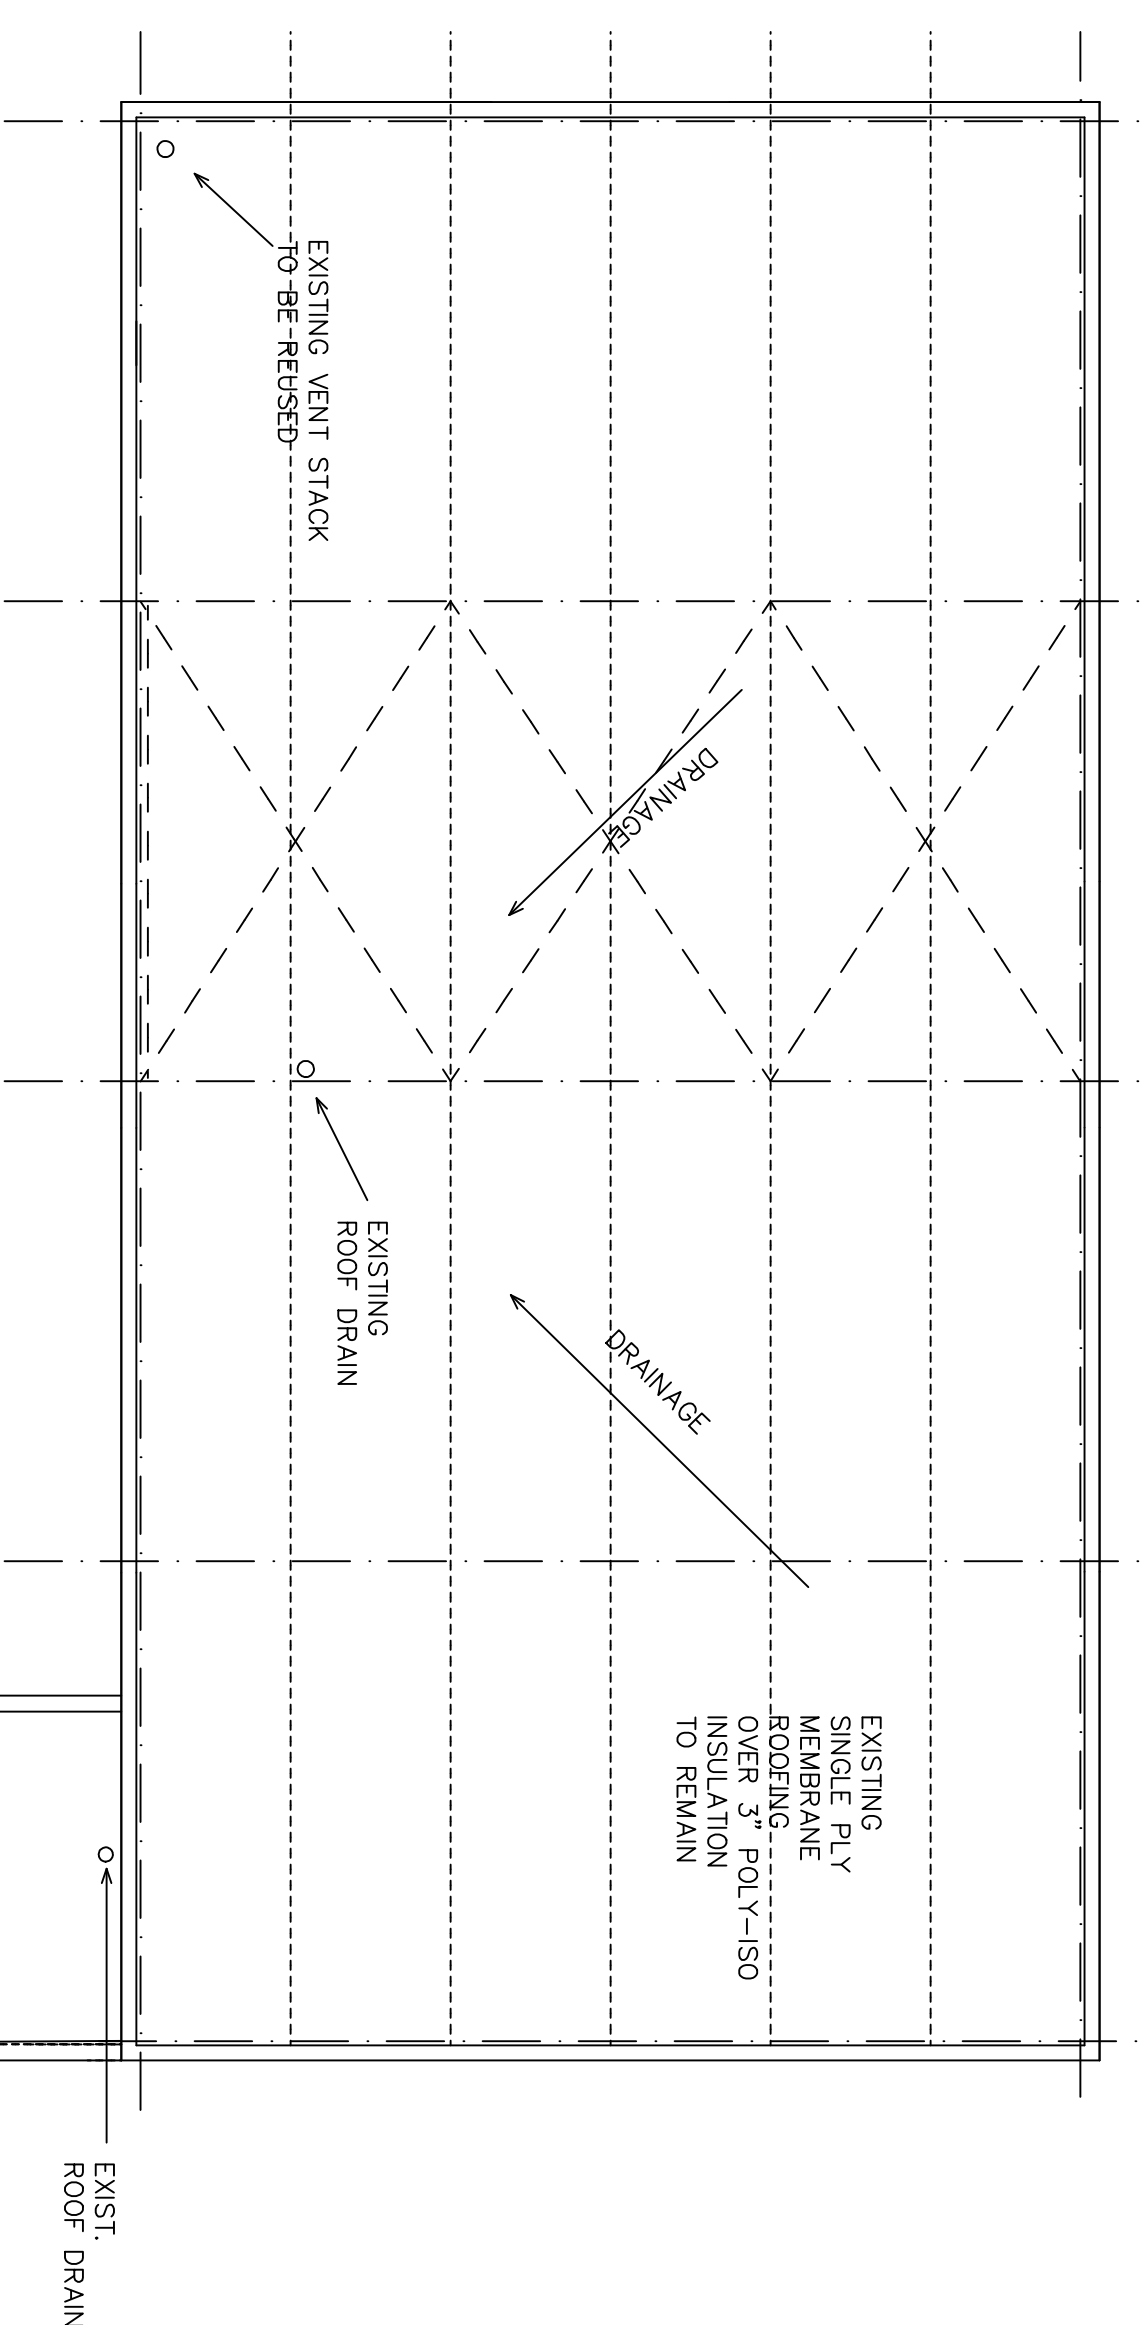 EXISTING VENT STACK
TO BE REUSED
DRAINAGE
EXISTING
ROOF DRAIN
DRAINAGE
EXISTING
SINGLE PLY
MEMBRANE
ROOFING
OVER 3" POLY-ISO
INSULATION
TO REMAIN
EXIST.
ROOF DRAIN